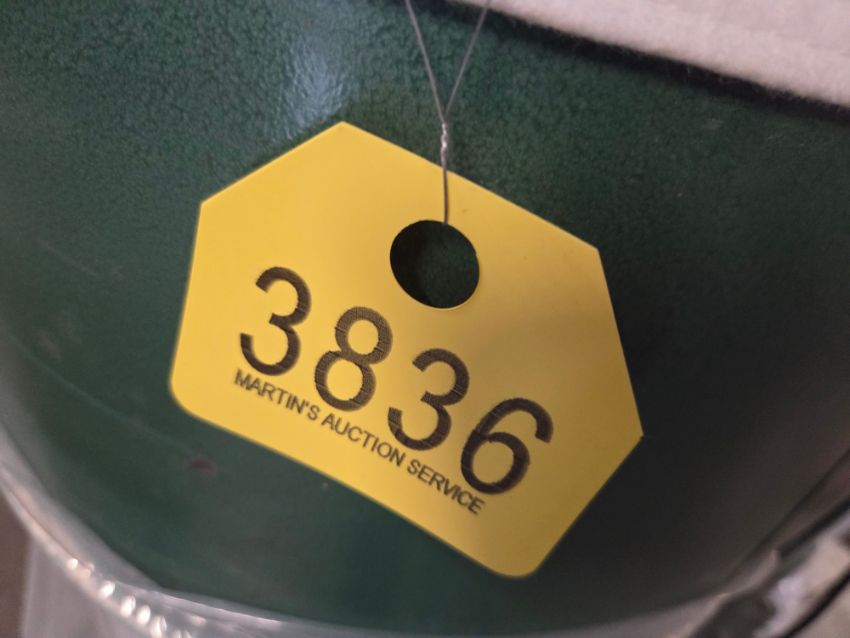 3836
MARTIN'S AUCTION SERVICE